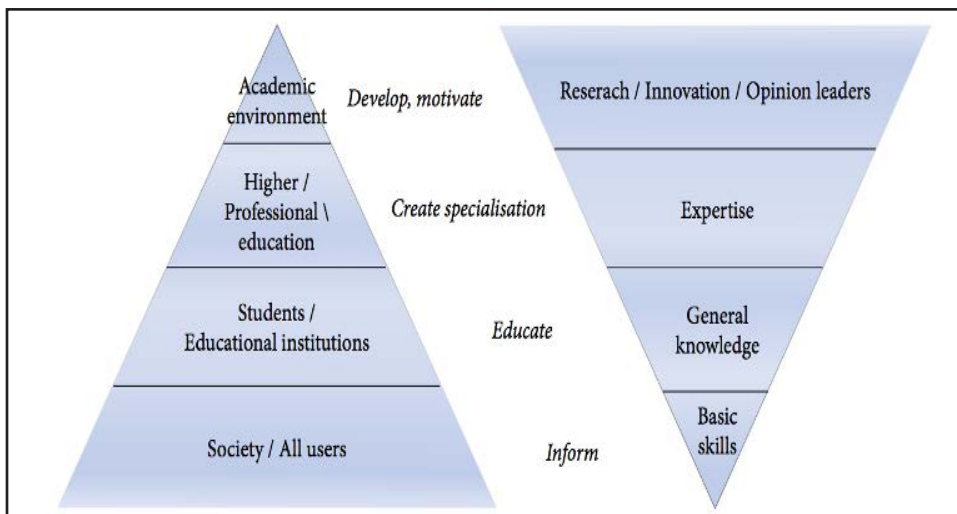 Academic
environment
Develop, motivate
Reserach / Innovation / Opinion leaders
Higher /
Professional \
education
Create specialisation
Expertise
Students /
Educational institutions
Educate
General
knowledge
Society / All users
Inform
Basic
skills